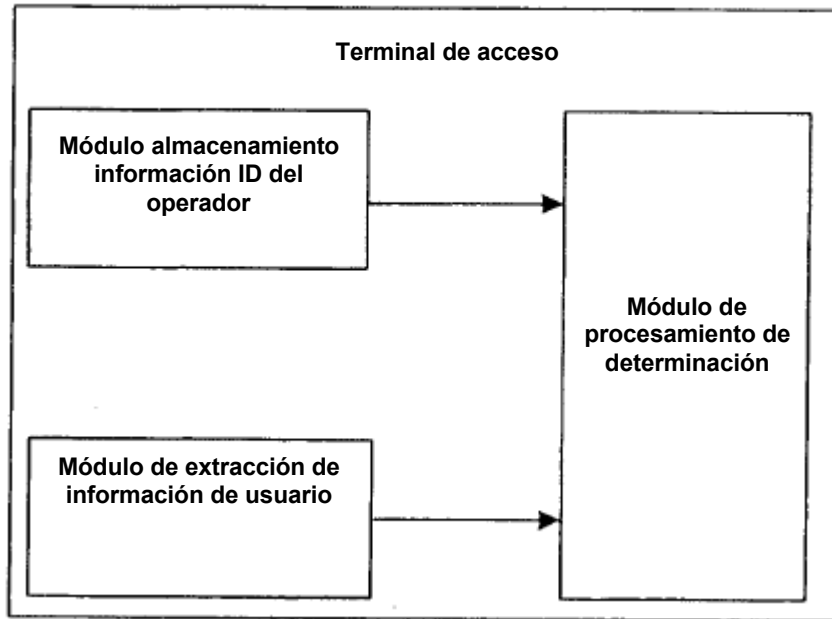 Terminal de acceso
Módulo almacenamiento
información ID del
operador
Módulo de
procesamiento de
determinación
Módulo de extracción de
información de usuario